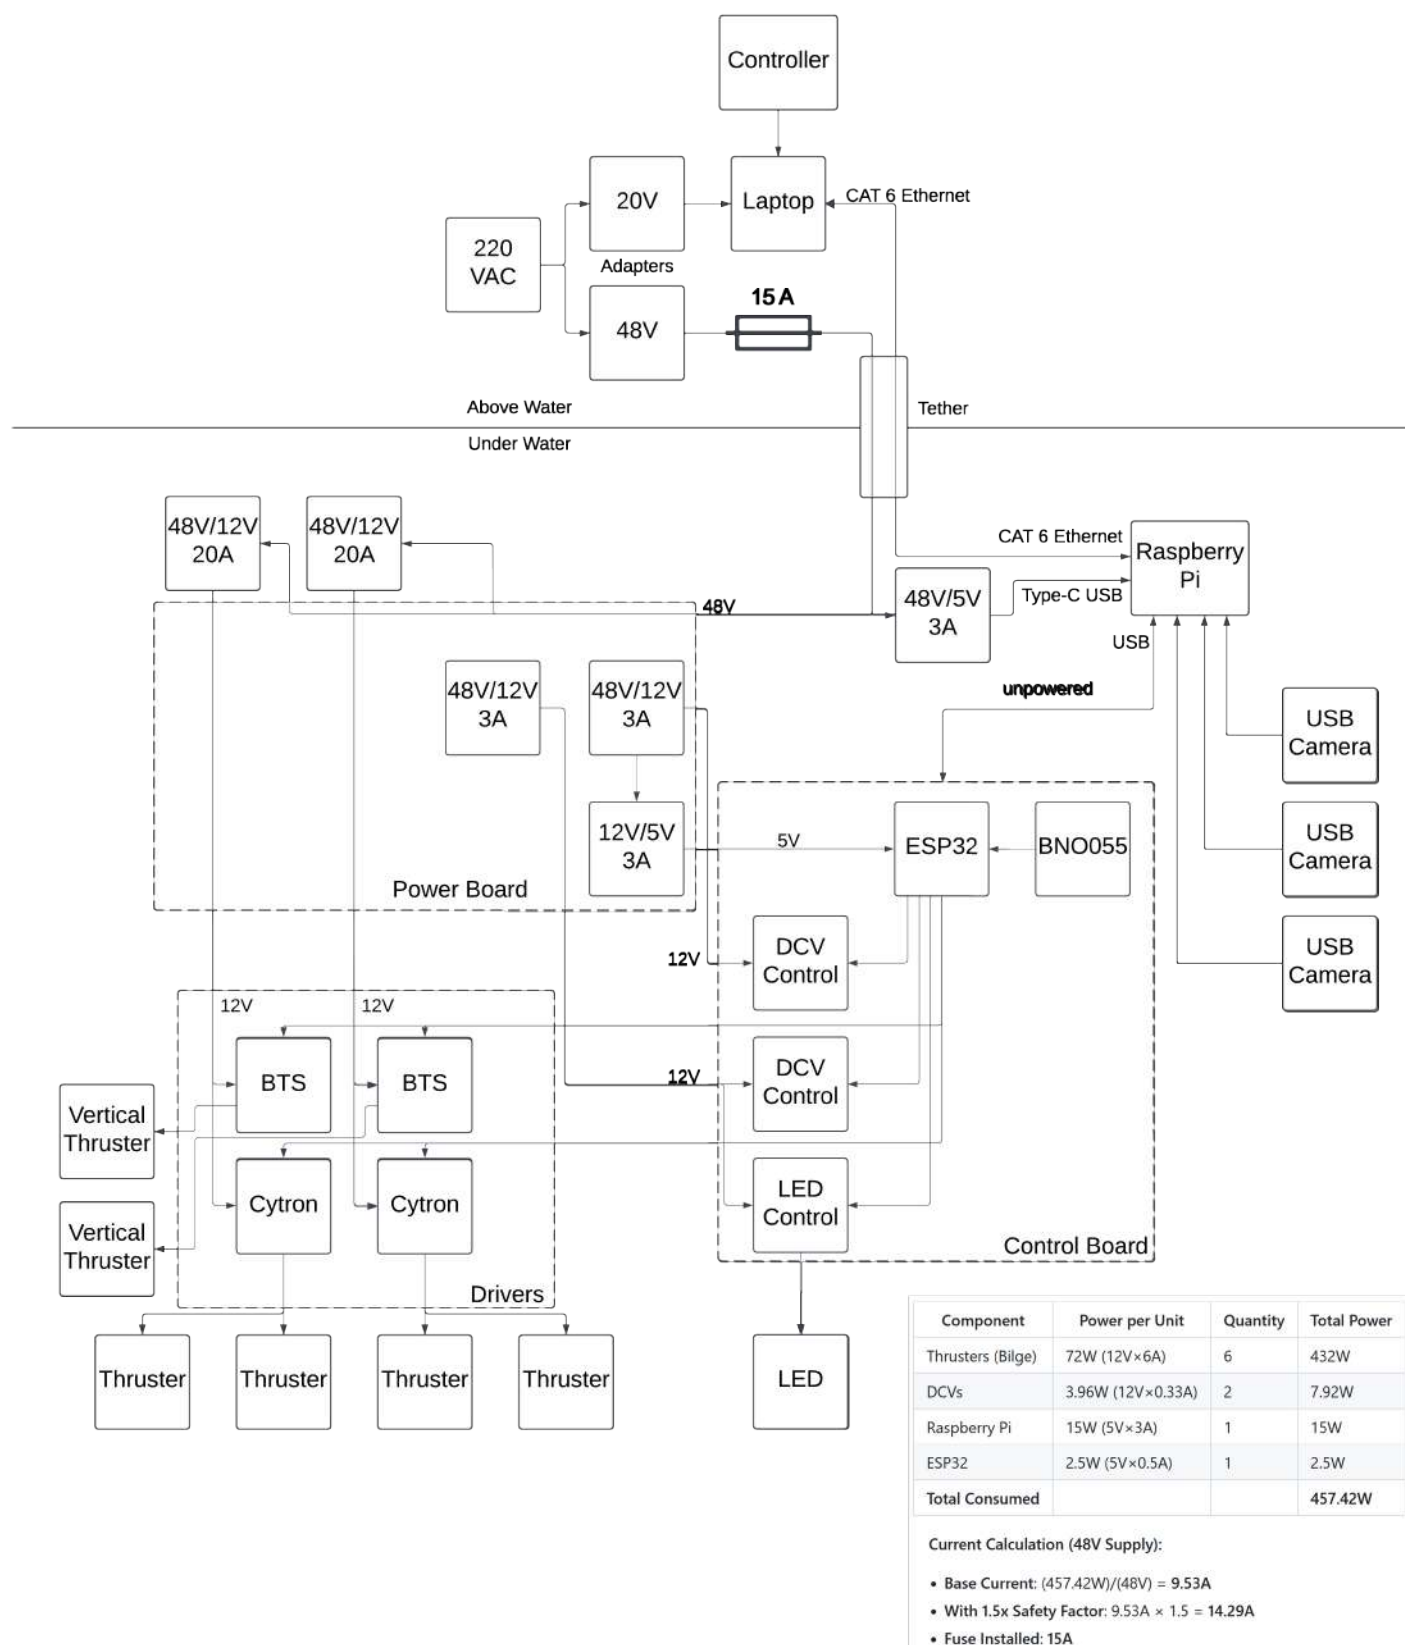 Controller
20V
Laptop
CAT 6 Ethernet
220
VAC
Adapters
48V
15 A
Above Water
Tether
Under Water
48V/12V
20A
48V/12V
20A
CAT 6 Ethernet
Raspberry
Pi
48V
48V/5V
3A
Type-C USB
USB
48V/12V
3A
48V/12V
3A
unpowered
USB
Camera
12V/5V
3A
5V
ESP32
BNO055
USB
Camera
Power Board
12V
DCV
Control
USB
Camera
12V
12V
BTS
BTS
12V
DCV
Control
Vertical
Thruster
Cytron
Cytron
LED
Control
Vertical
Thruster
Control Board
Drivers
Thruster
Thruster
Thruster
Thruster
LED
Component Power per Unit Quantity Total Power
Thrusters (Bilge) 72W (12V×6A) 6 432W
DCVs 3.96W (12V×0.33A) 2 7.92W
Raspberry Pi 15W (5V×3A) 1 15W
ESP32 2.5W (5V×0.5A) 1 2.5W
Total Consumed 457.42W
Current Calculation (48V Supply):
• Base Current: (457.42W)/(48V) = 9.53A
• With 1.5x Safety Factor: 9.53A × 1.5 = 14.29A
• Fuse Installed: 15A